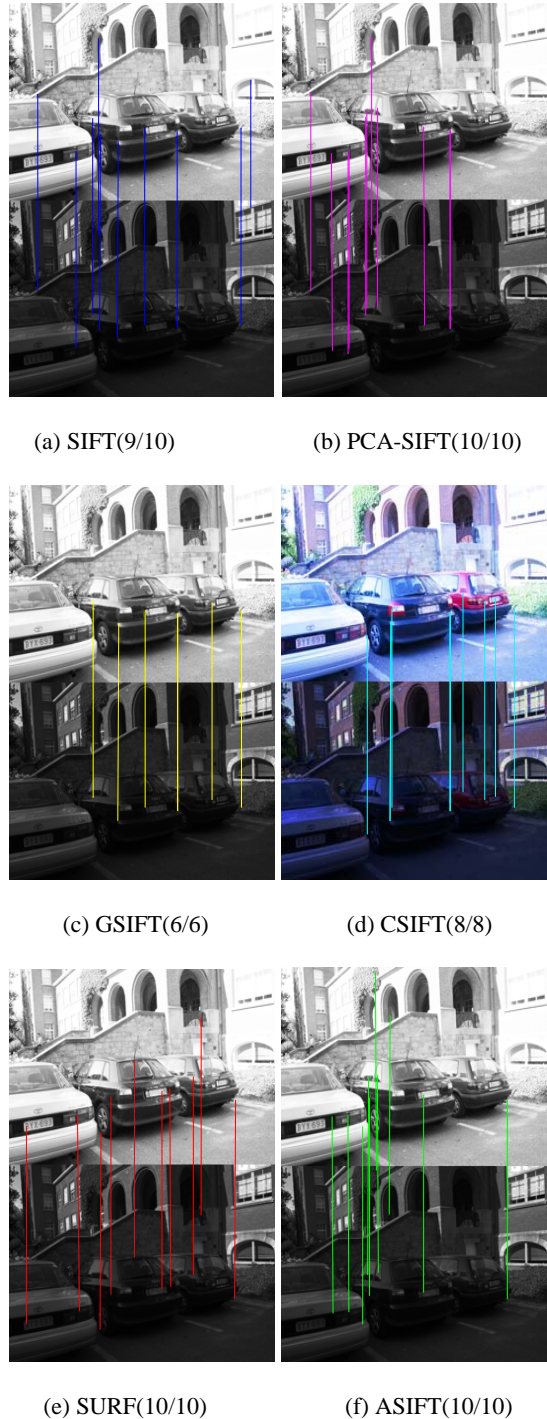 (a) SIFT(9/10)
(b) PCA-SIFT(10/10)
(c) GSIFT(6/6)
(d) CSIFT(8/8)
(e) SURF(10/10)
(f) ASIFT(10/10)